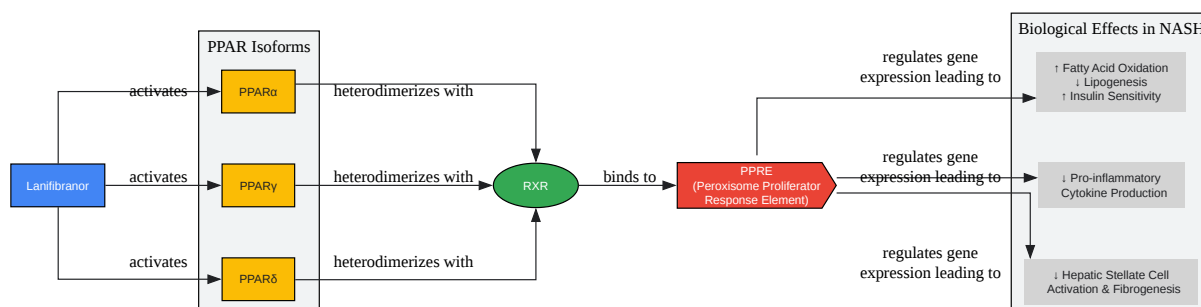 PPAR Isoforms
Biological Effects in NASH
regulates gene
expression leading to
↑ Fatty Acid Oxidation
↓ Lipogenesis
↑ Insulin Sensitivity
activates
PPARα
heterodimerizes with
Lanifibranor
activates
PPARγ
heterodimerizes with
RXR
binds to
PPRE
(Peroxisome Proliferator
Response Element)
regulates gene
expression leading to
↓ Pro-inflammatory
Cytokine Production
activates
PPARδ
heterodimerizes with
regulates gene
expression leading to
↓ Hepatic Stellate Cell
Activation & Fibrogenesis